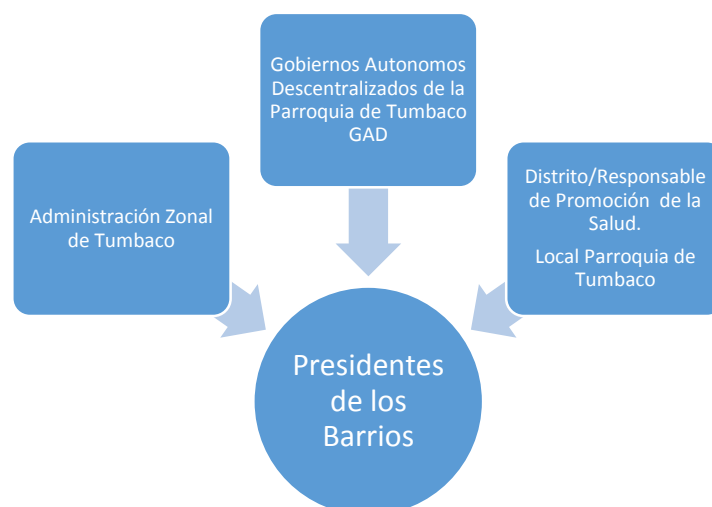 Gobiernos Autonomos
Descentralizados de la
Parroquia de Tumbaco
GAD
Administración Zonal
de Tumbaco
Distrito/Responsable
de Promoción de la
Salud.
Local Parroquia de
Tumbaco
Presidentes
de los
Barrios